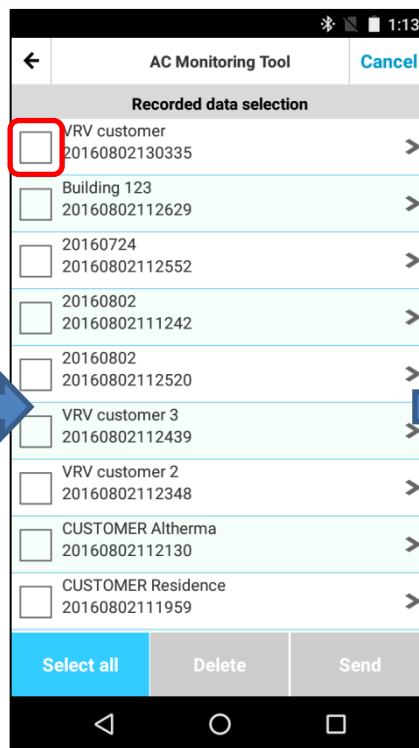 1:13
AC Monitoring Tool
Cancel
Recorded data selection
VRV customer
20160802130335
Building 123
20160802112629
20160724
20160802112552
20160802
20160802111242
20160802
20160802112520
VRV customer 3
20160802112439
VRV customer 2
20160802112348
CUSTOMER Altherma
20160802112130
CUSTOMER Residence
20160802111959
Select all
Delete
Send